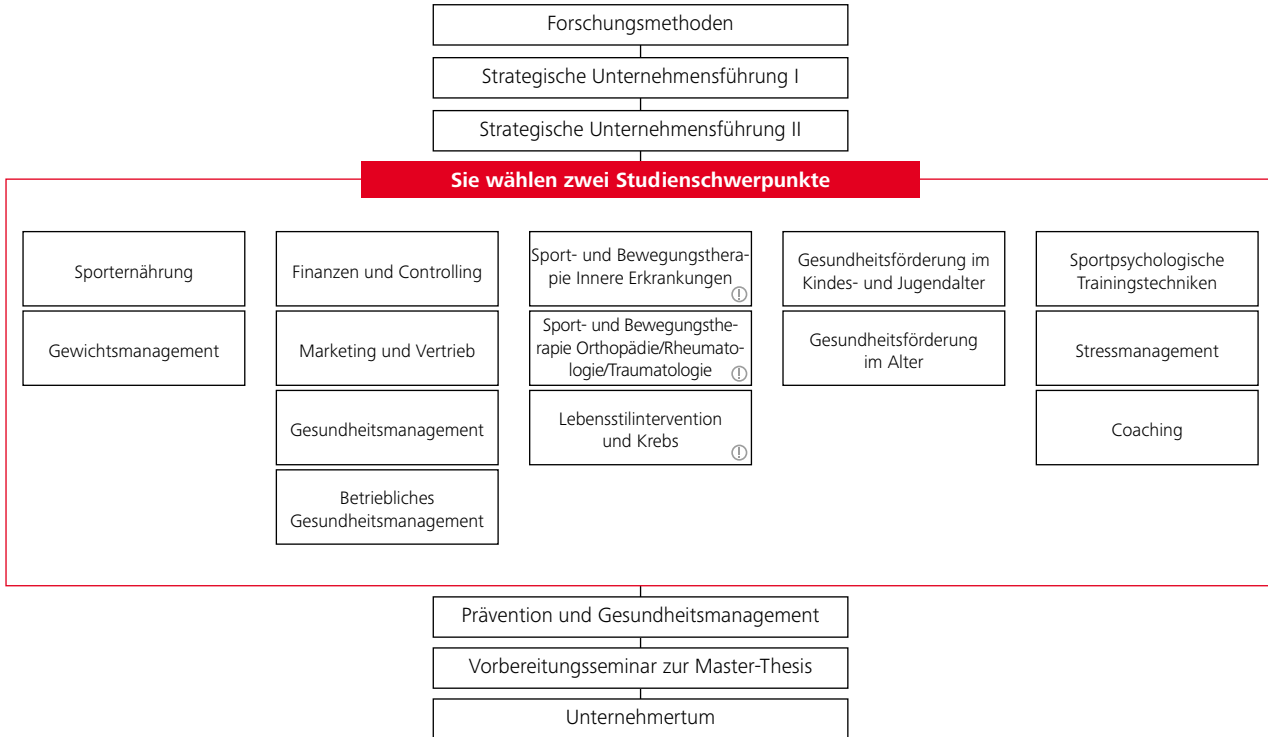 Forschungsmethoden
Strategische Unternehmensführung I
Strategische Unternehmensführung II
Sie wählen zwei Studienschwerpunkte
Sporternährung
Gewichtsmanagement
Finanzen und Controlling
Marketing und Vertrieb
Gesundheitsmanagement
Betriebliches
Gesundheitsmanagement
Sport- und Bewegungsthera-
pie Innere Erkrankungen
Sport- und Bewegungsthe-
rapie Orthopädie/Rheumato-
logie/Traumatologie
Lebensstilintervention
und Krebs
Gesundheitsförderung im
Kindes- und Jugendalter
Gesundheitsförderung
im Alter
Sportpsychologische
Trainingstechniken
Stressmanagement
Coaching
Prävention und Gesundheitsmanagement
Vorbereitungsseminar zur Master-Thesis
Unternehmertum